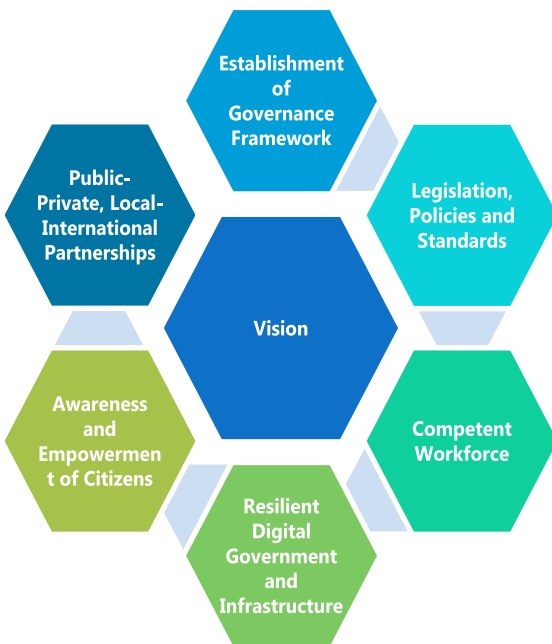 Establishment
of
Governance
Framework
Legislation,
Policies and
Standards
Competent
Workforce
Resilient
Digital
Government
and
Infrastructure
Awareness
and
Empowermen
t of Citizens
Public-
Private, Local-
International
Partnerships
Vision